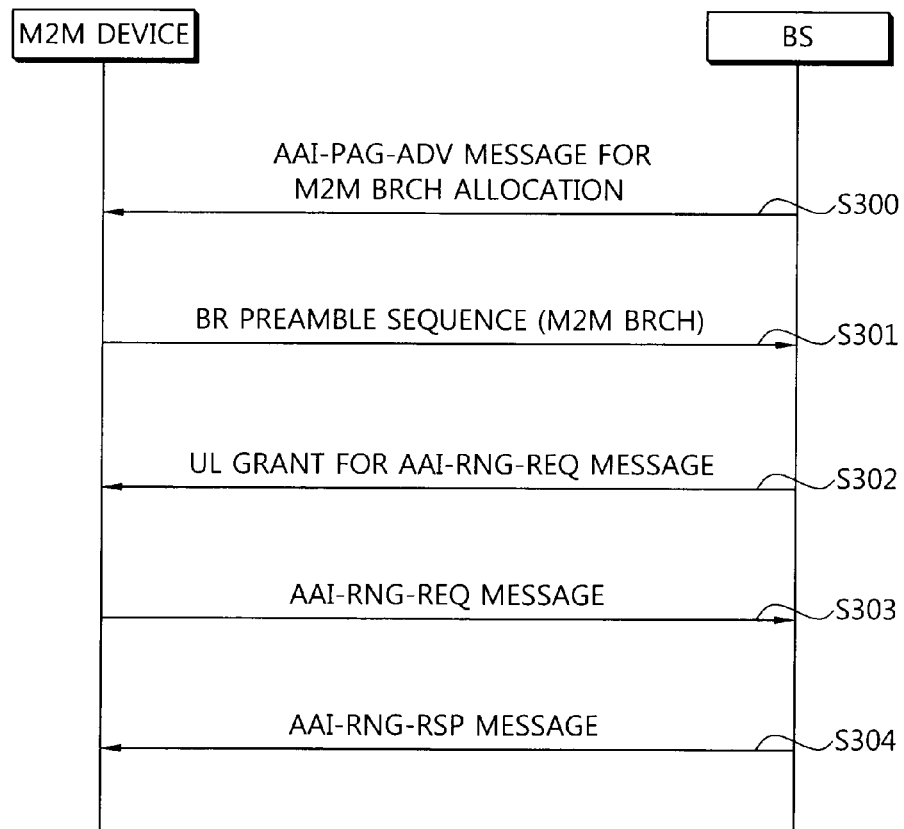 M2M DEVICE
BS
AAI-PAG-ADV MESSAGE FOR
M2M BRCH ALLOCATION
S300
BR PREAMBLE SEQUENCE (M2M BRCH)
S301
UL GRANT FOR AAI-RNG-REQ MESSAGE
S302
AAI-RNG-REQ MESSAGE
S303
AAI-RNG-RSP MESSAGE
S304